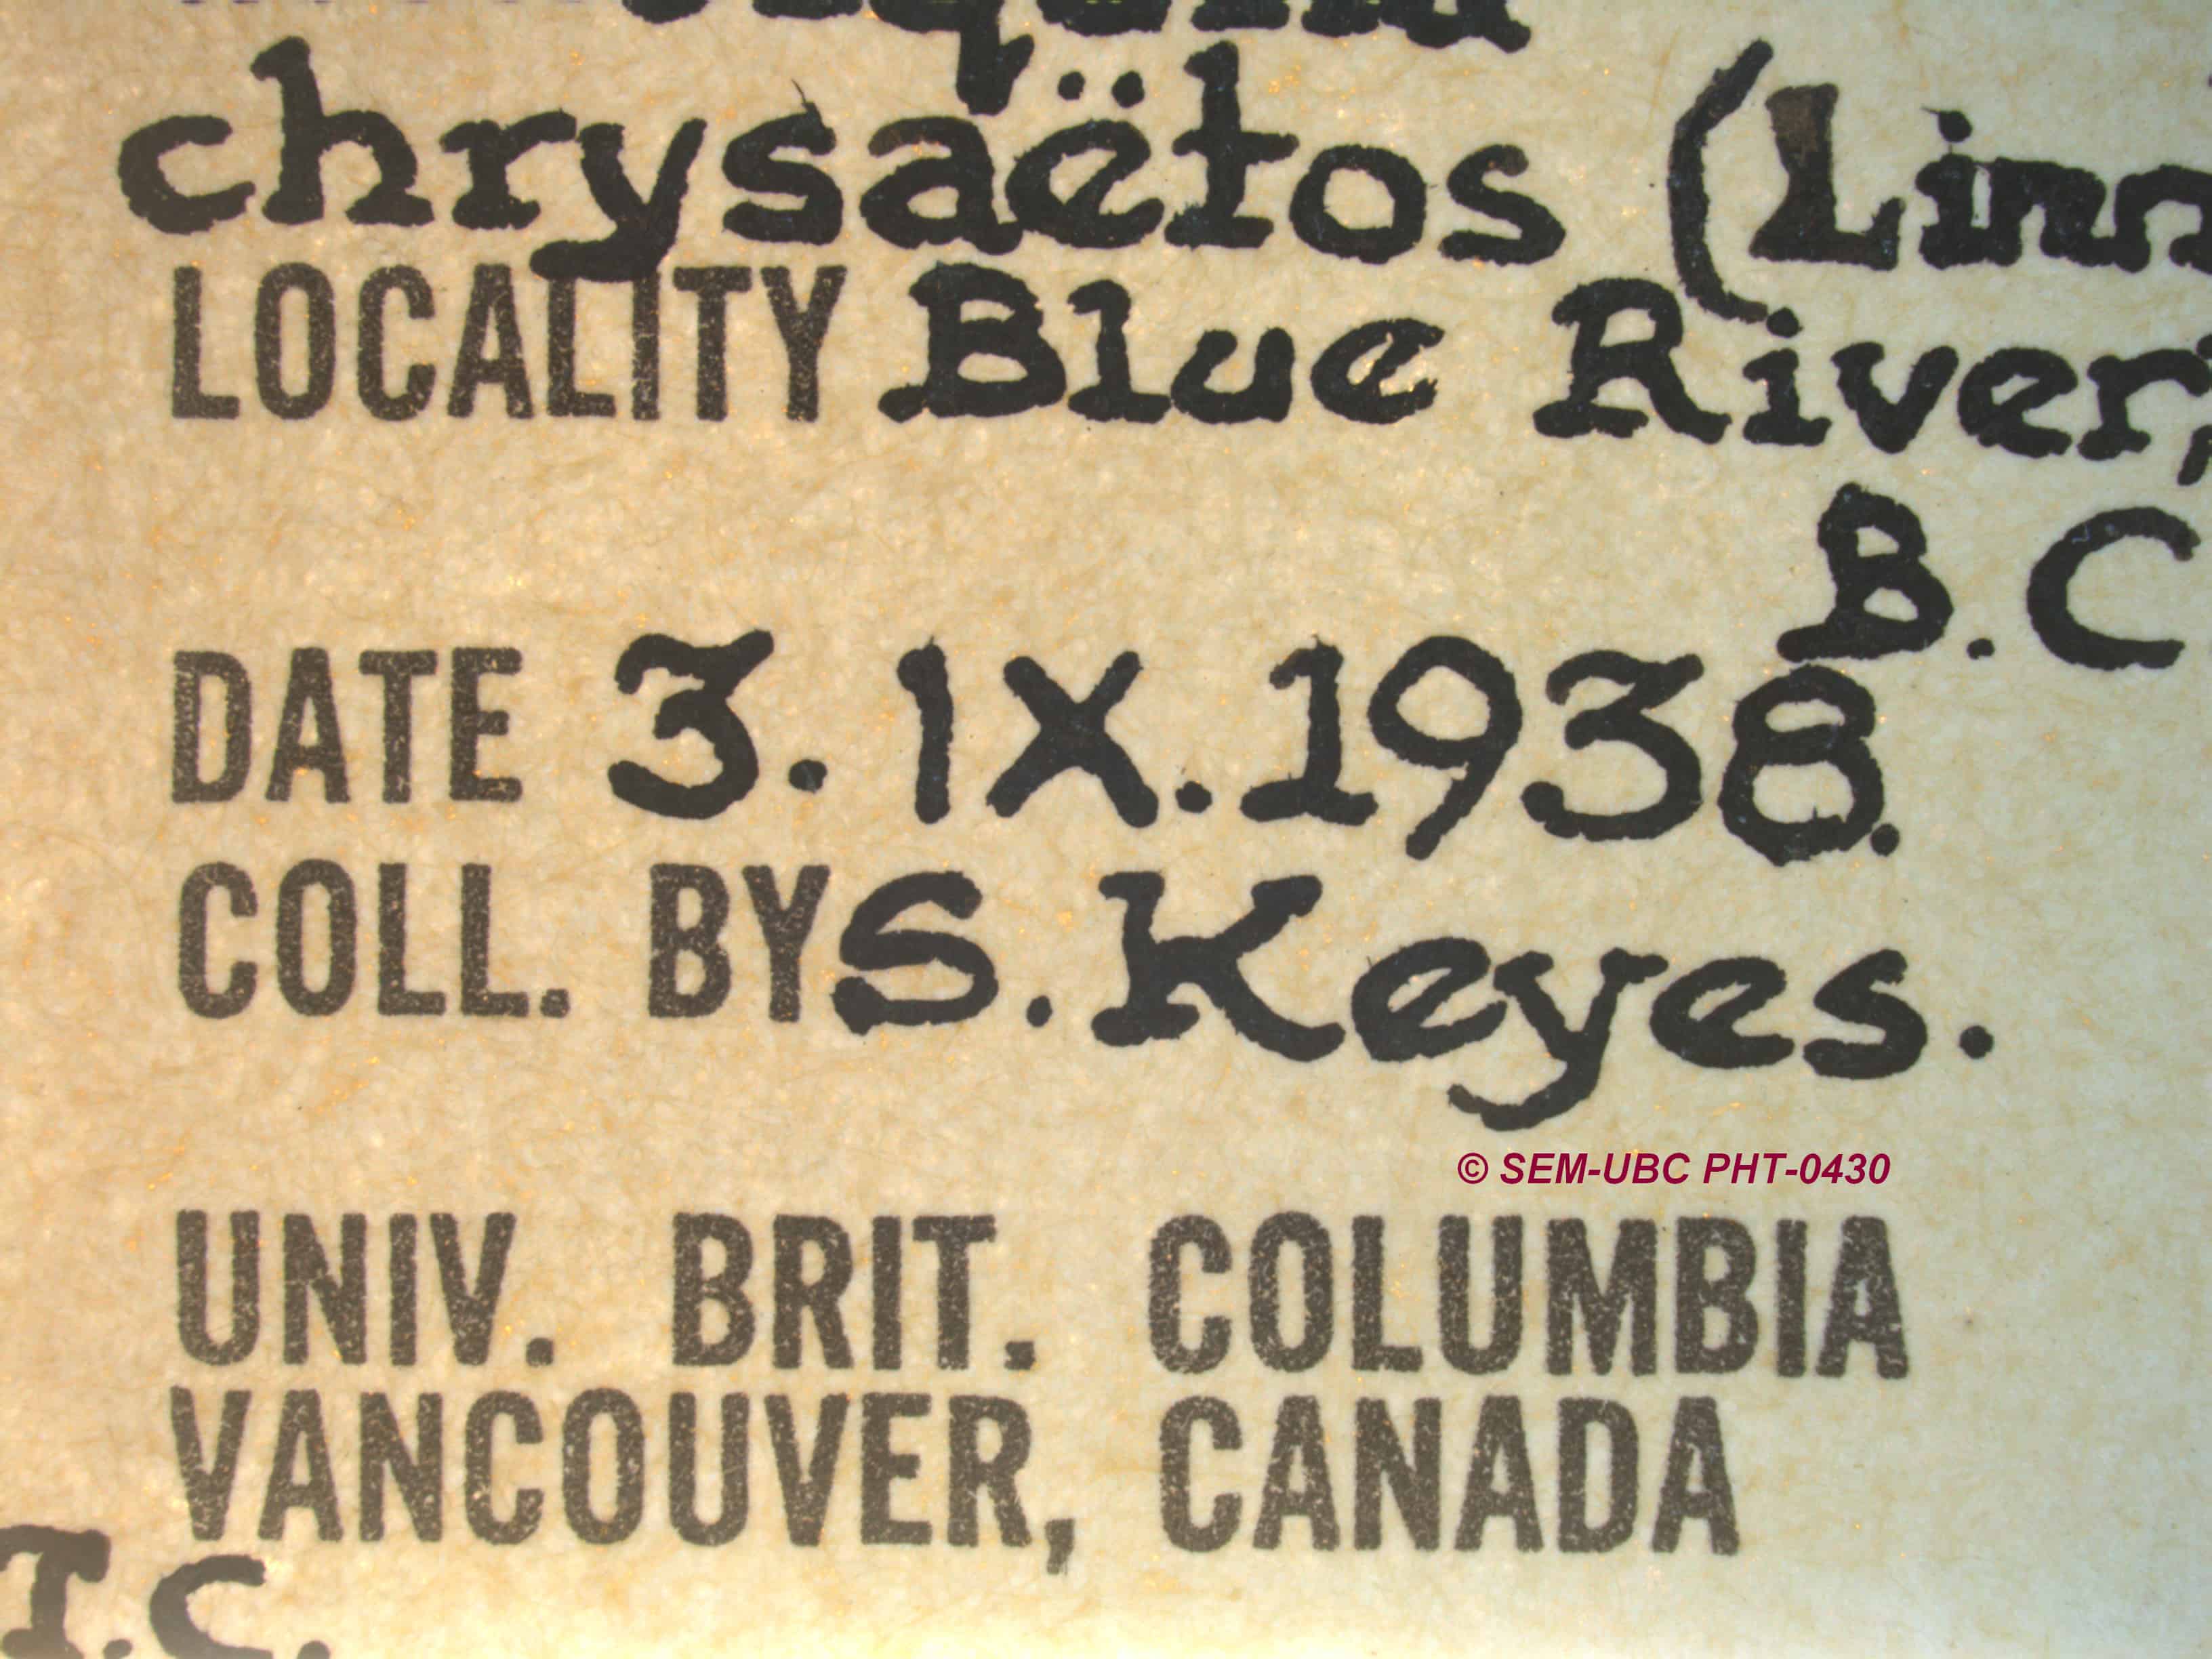 chrysaëtos (Linn
LOCALITY Blue River,
B.C
DATE 3. IX. 1938.
COLL. BY S. Keyes.
© SEM-UBC PHT-0430
UNIV. BRIT. COLUMBIA
VANCOUVER, CANADA
T.C.